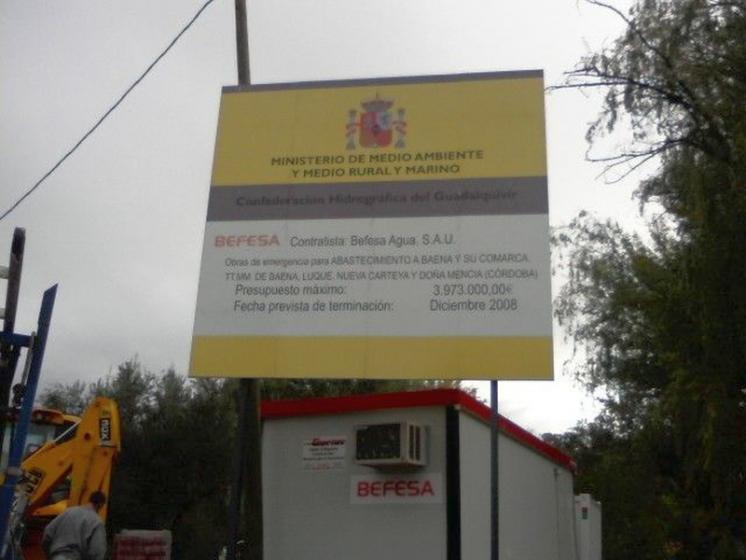 MINISTERIO DE MEDIO AMBIENTE
Y MEDIO RURAL Y MARINO
Confederación Hidrográfica del Guadalquivir
BEFESA Contratista: Befesa Agua, S.A.U.
Obras de emergencia para ABASTECIMIENTO A BAENA Y SU COMARCA.
TT.MM. DE BAENA, LUQUE, NUEVA CARTEYA Y DOÑA MENCIA (CÓRDOBA)
Presupuesto máximo: 3.973.000,00€
Fecha prevista de terminación: Diciembre 2008
BEFESA
JCB